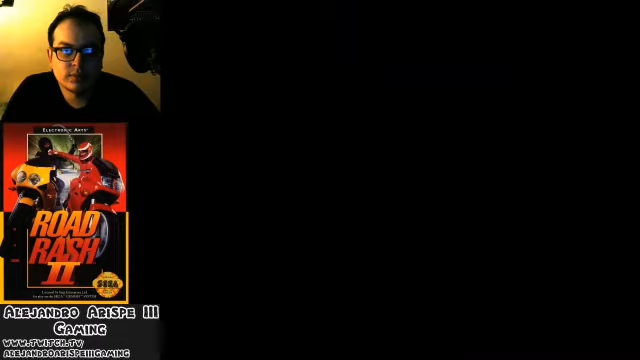 ELECTRONIC ARTS
ROAD
RASH
II
SEGA
ALEJANDRO ARISPE III
GAMING
WWW.TWITCH.TV/
ALEJANDROARISPEIIIGAMING